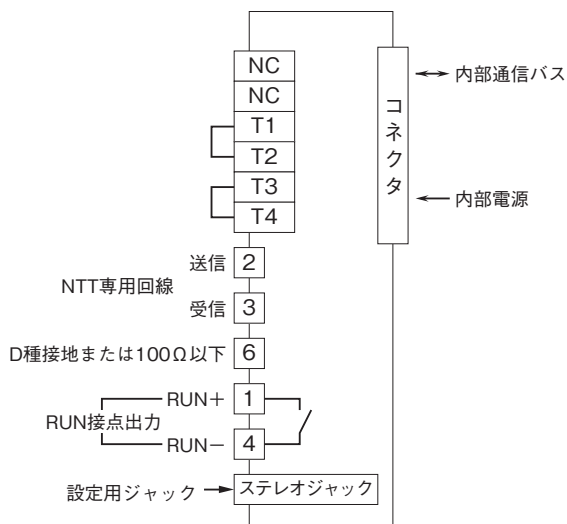 NC
NC
T1
T2
T3
T4
コネクタ
内部通信バス
内部電源
NTT専用回線
送信 2
受信 3
D種接地または100Ω以下 6
RUN接点出力
RUN+ 1
RUN− 4
設定用ジャック ステレオジャック